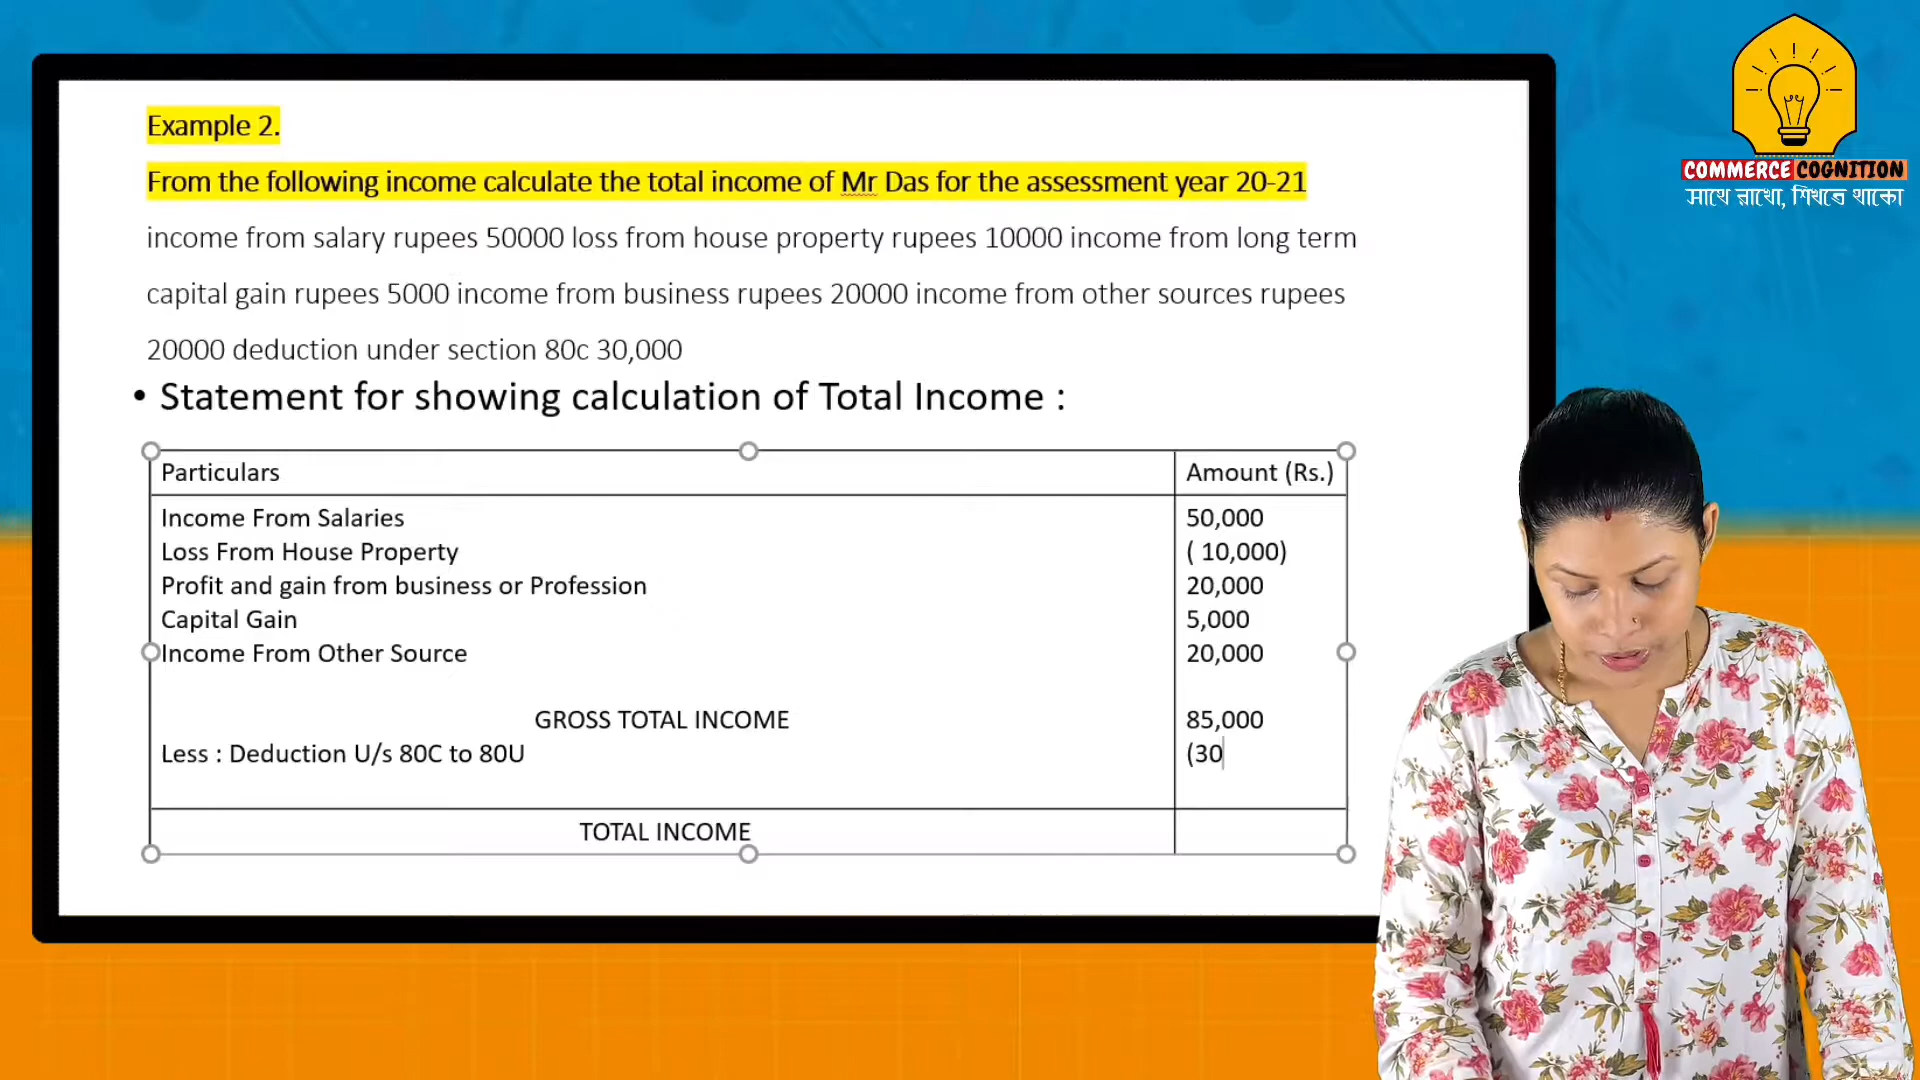 Example 2.
From the following income calculate the total income of Mr Das for the assessment year 20-21
income from salary rupees 50000 loss from house property rupees 10000 income from long term
capital gain rupees 5000 income from business rupees 20000 income from other sources rupees
20000 deduction under section 80c 30,000
• Statement for showing calculation of Total Income :
Particulars Amount (Rs.)
Income From Salaries 50,000
Loss From House Property ( 10,000)
Profit and gain from business or Profession 20,000
Capital Gain 5,000
Income From Other Source 20,000
GROSS TOTAL INCOME 85,000
Less : Deduction U/s 80C to 80U (30
TOTAL INCOME
COMMERCE COGNITION
সাথে রাখো, শিখতে থাকো